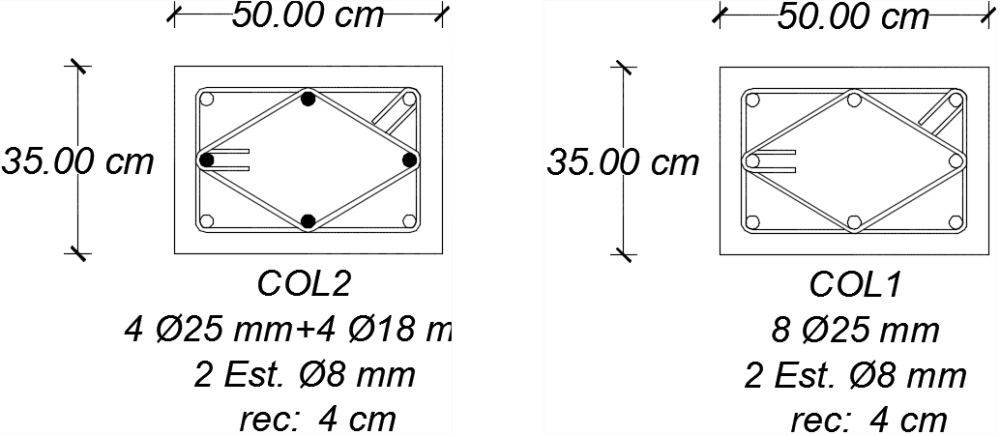 50.00 cm
35.00 cm
COL2
4 Ø25 mm+4 Ø18 m
2 Est. Ø8 mm
rec: 4 cm
50.00 cm
35.00 cm
COL1
8 Ø25 mm
2 Est. Ø8 mm
rec: 4 cm